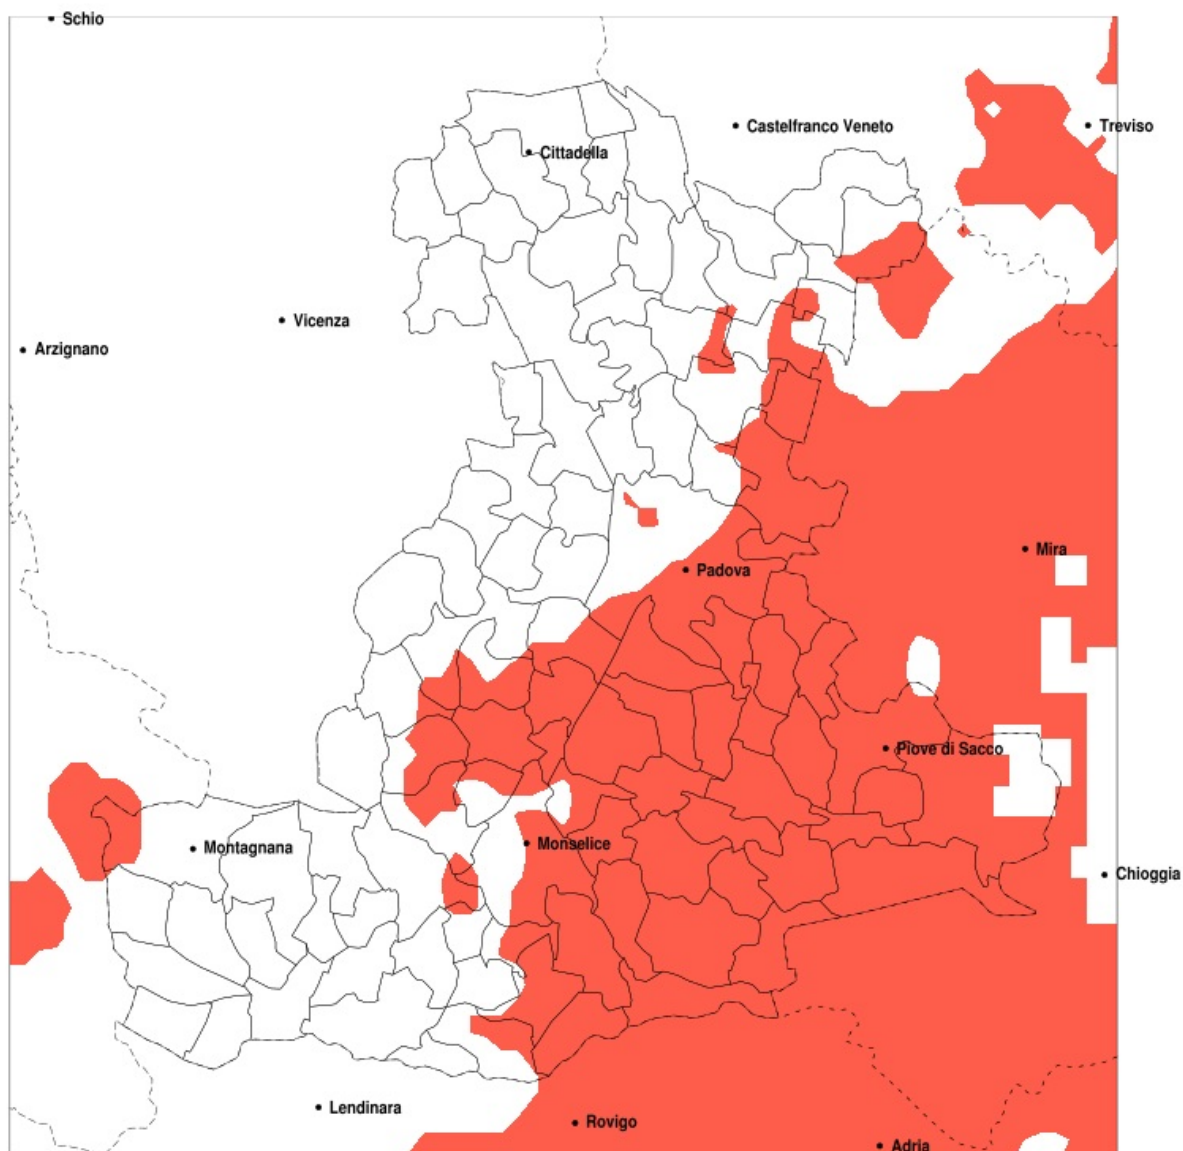 Schio
Castelfranco Veneto
Treviso
Cittadella
Vicenza
Arzignano
Mira
Padova
Piove di Sacco
Montagnana
Monselice
Chioggia
Lendinara
Rovigo
Adria